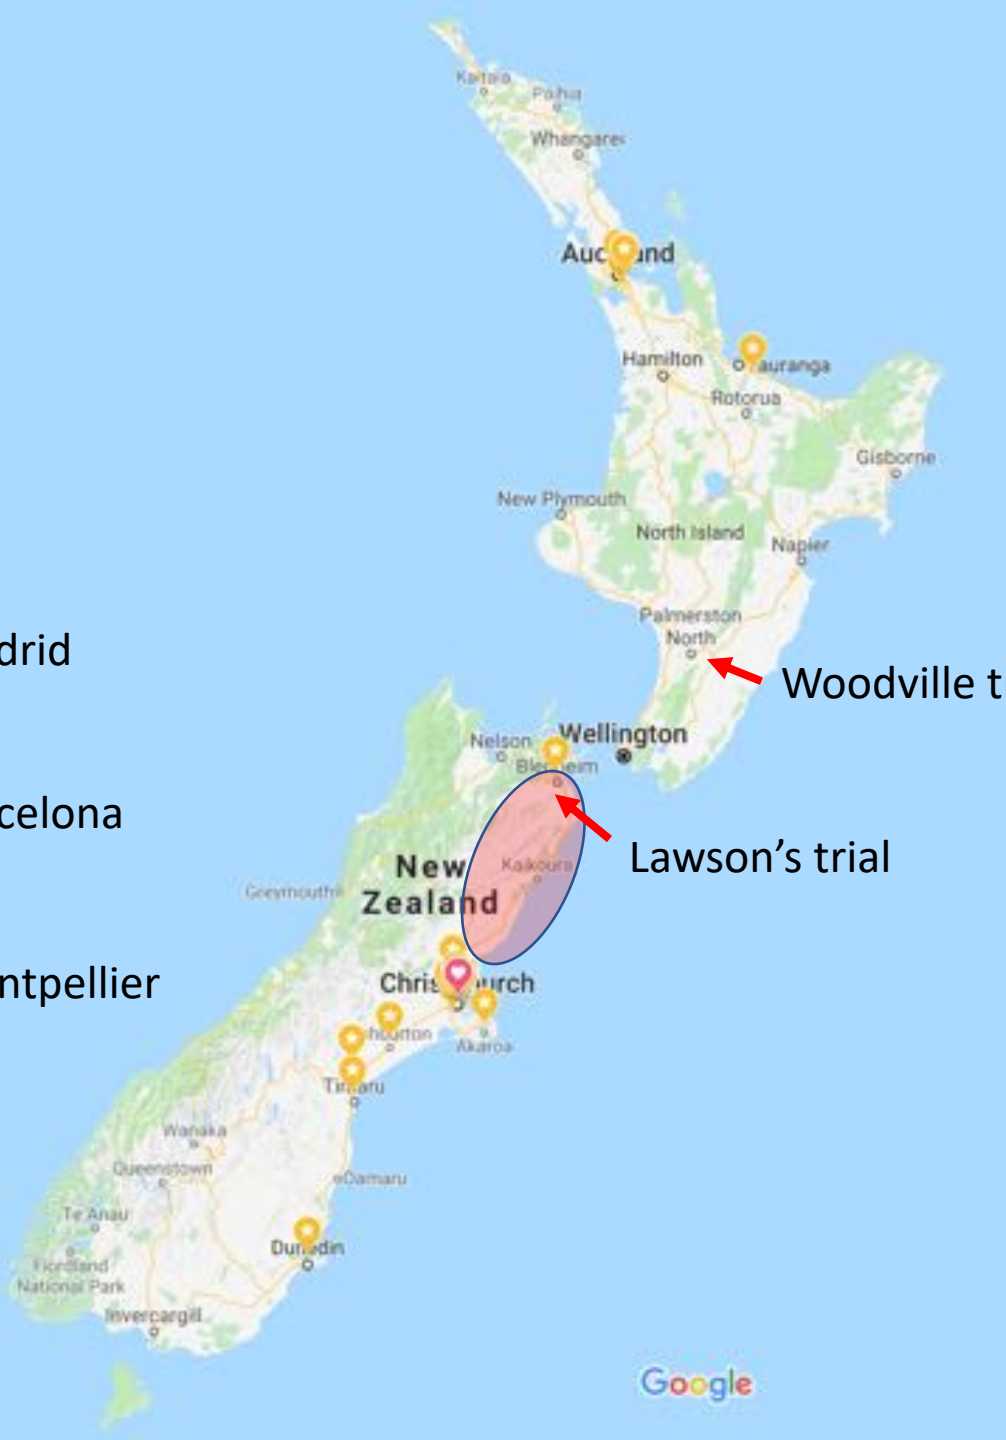 Kaitaia
Paihia
Whangarei
Auckland
Hamilton
auranga
Rotorua
Gisborne
New Plymouth
North Island
Napier
Palmerston
North
drid
Woodville t
Nelson
Wellington
Blenheim
celona
Lawson's trial
New
Zealand
Kaikoura
Greymouth
ntpellier
Christchurch
hburton
Akaroa
Timaru
Wanaka
Queenstown
Oamaru
Te Anau
Dunedin
Fiordland
National Park
Invercargill
Google